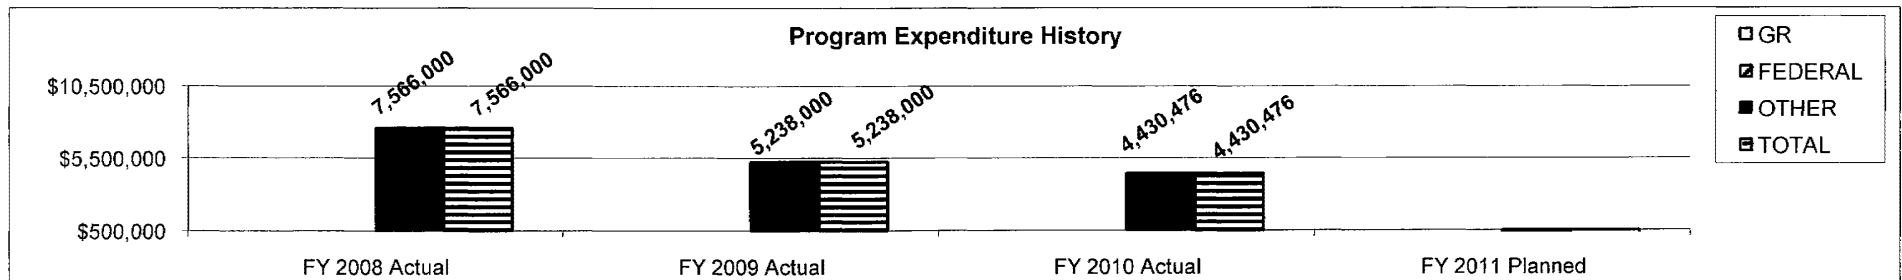 Program Expenditure History
GR
FEDERAL
OTHER
TOTAL
$10,500,000
$5,500,000
$500,000
7,566,000
7,566,000
5,238,000
5,238,000
4,430,476
4,430,476
FY 2008 Actual
FY 2009 Actual
FY 2010 Actual
FY 2011 Planned